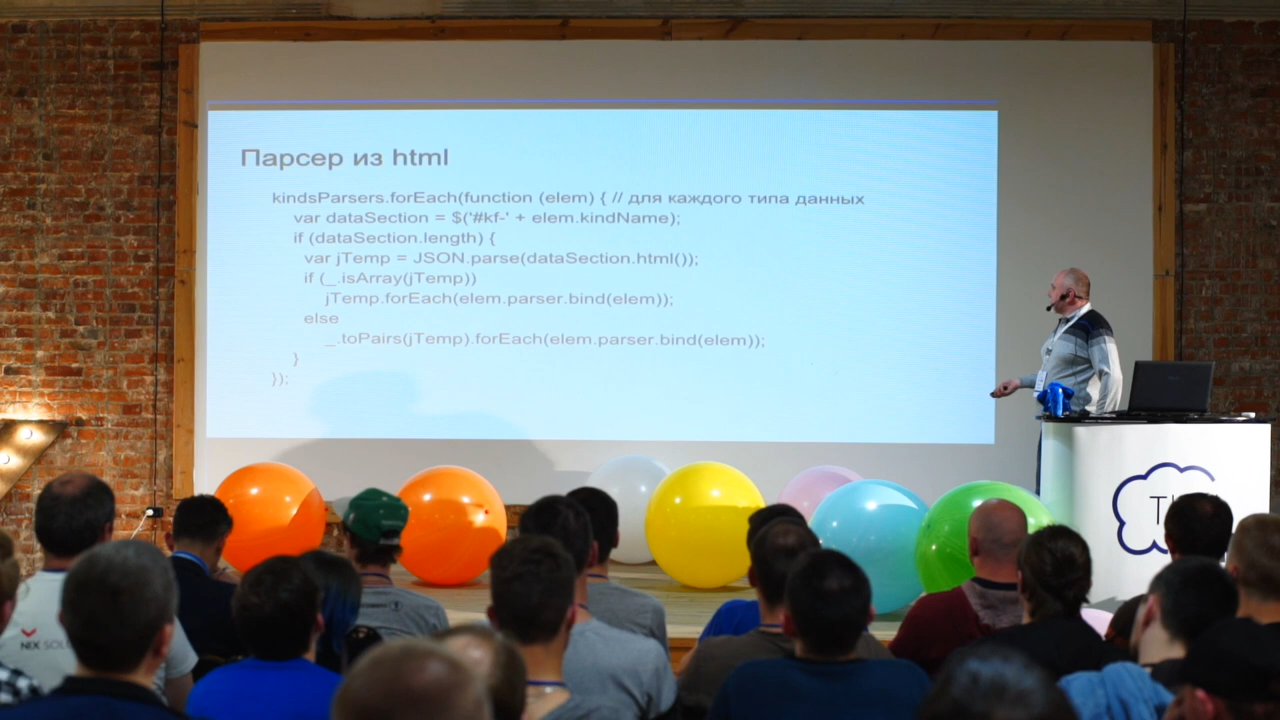 Парсер из html
kindsParsers.forEach(function (elem) { // для каждого типа данных
var dataSection = $('#kf-' + elem.kindName);
if (dataSection.length) {
var jTemp = JSON.parse(dataSection.html());
if (_.isArray(jTemp))
jTemp.forEach(elem.parser.bind(elem));
else
_.toPairs(jTemp).forEach(elem.parser.bind(elem));
}
});
NIX